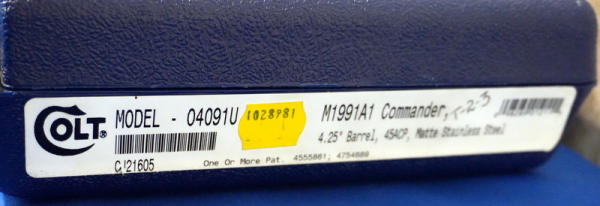 COLT® MODEL - 04091U 1028981 M1991A1 Commander,
4.25" Barrel, 45ACP, Matte Stainless Steel
CJ21605 One Or More Pat. 4555861; 4754689